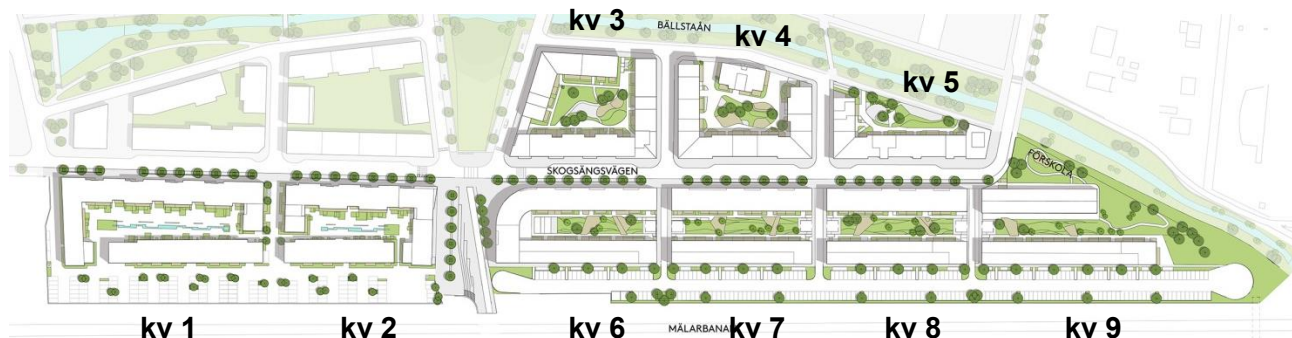 kv 3
BÄLLSTAÅN
kv 4
kv 5
FÖRSKOLA
SKOGSÄNGSVÄGEN
kv 1
kv 2
kv 6
MÄLARBANAN
kv 7
kv 8
kv 9